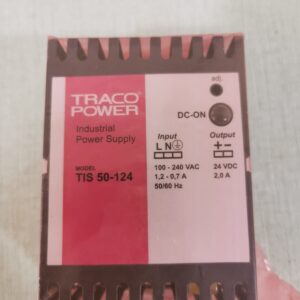 TRACO
POWER
Industrial
Power Supply
MODEL
TIS 50-124
adj.
DC-ON
Input
L N
100 - 240 VAC
1,2 - 0,7 A
50/60 Hz
Output
+ −
24 VDC
2,0 A